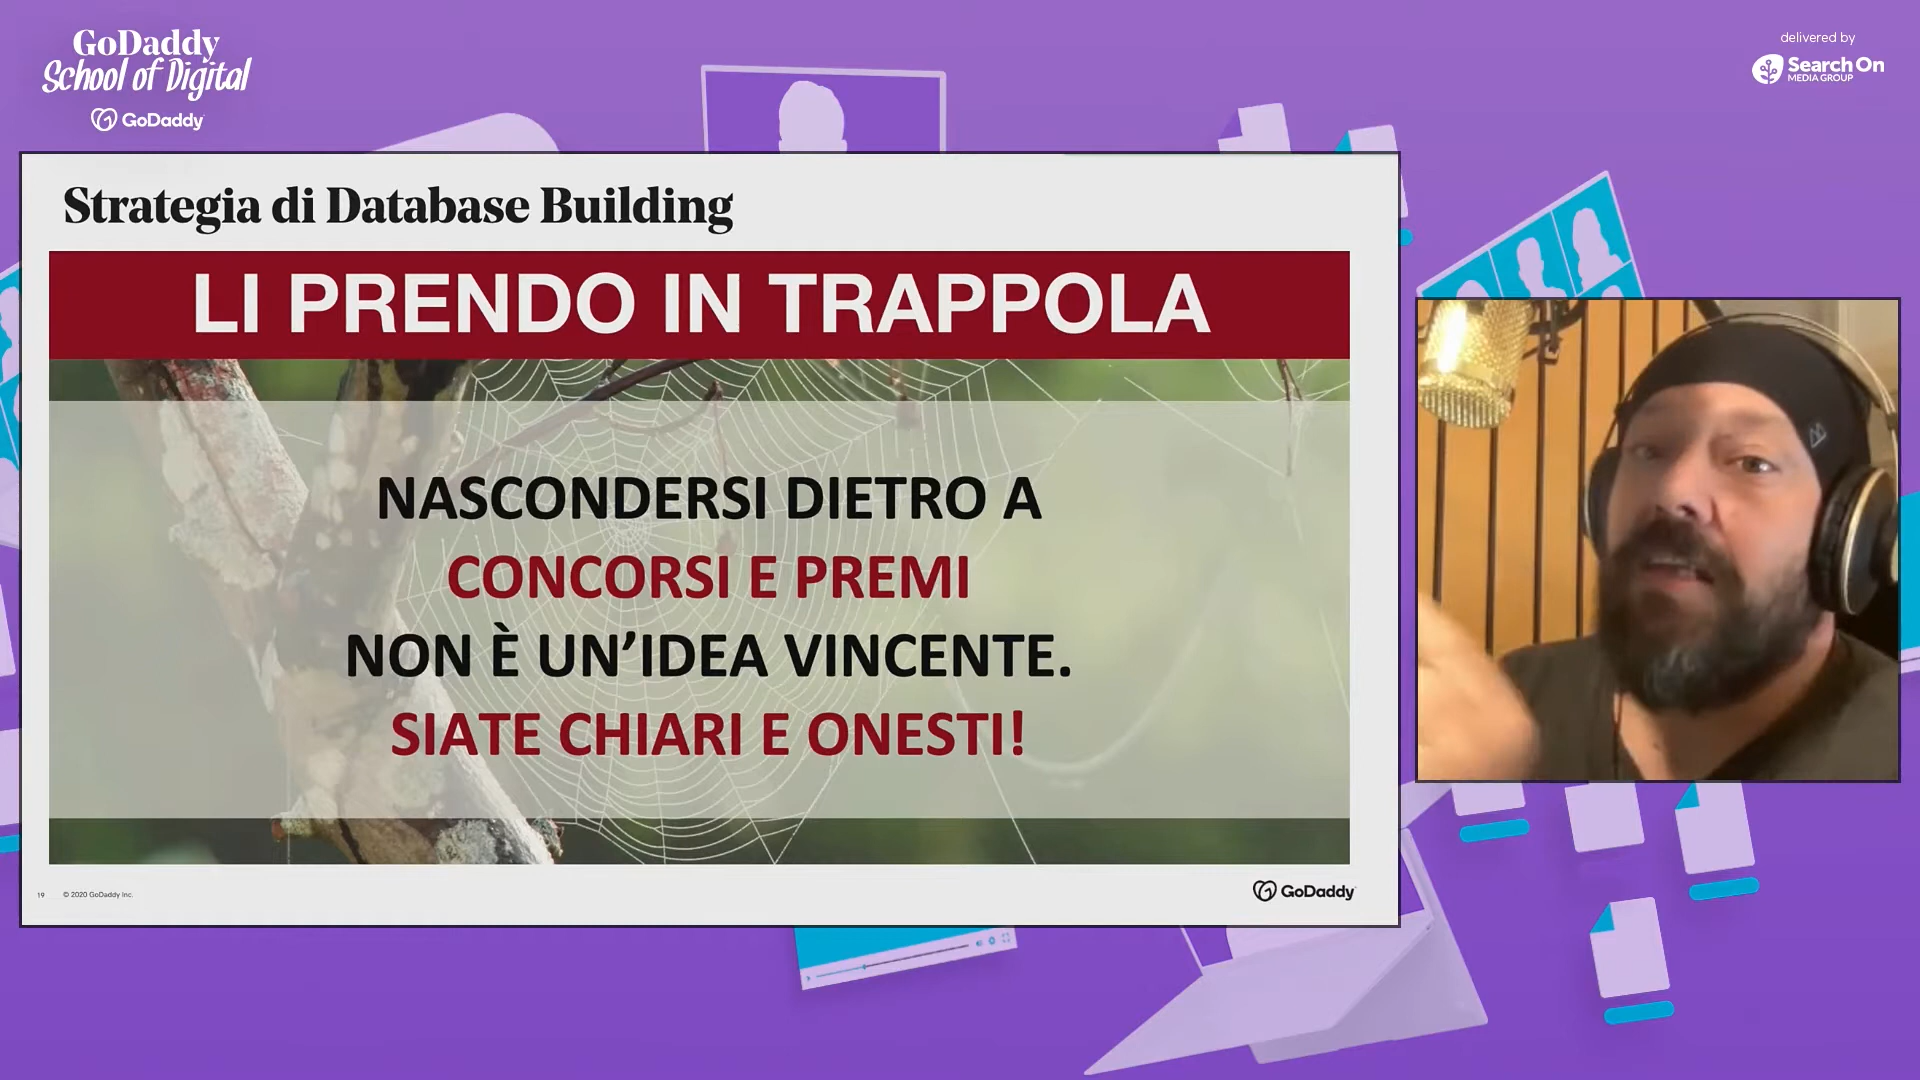 GoDaddy
School of Digital
GoDaddy
delivered by
Search On
MEDIA GROUP
Strategia di Database Building
LI PRENDO IN TRAPPOLA
NASCONDERSI DIETRO A
CONCORSI E PREMI
NON È UN’IDEA VINCENTE.
SIATE CHIARI E ONESTI!
19 © 2020 GoDaddy Inc.
GoDaddy